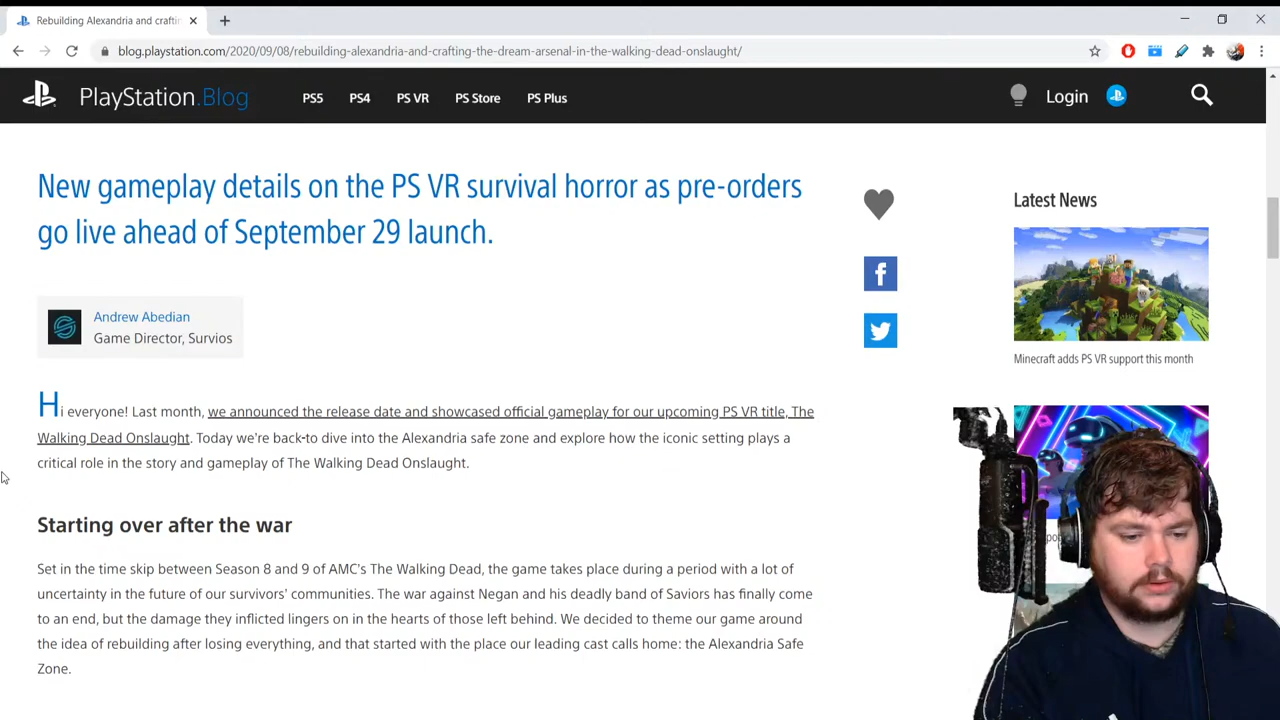 Rebuilding Alexandria and craftin
blog.playstation.com/2020/09/08/rebuilding-alexandria-and-crafting-the-dream-arsenal-in-the-walking-dead-onslaught/
PlayStation.Blog PS5 PS4 PS VR PS Store PS Plus Login
New gameplay details on the PS VR survival horror as pre-orders
go live ahead of September 29 launch.
Latest News
Andrew Abedian
Game Director, Survios
Minecraft adds PS VR support this month
Hi everyone! Last month, we announced the release date and showcased official gameplay for our upcoming PS VR title, The
Walking Dead Onslaught. Today we're back to dive into the Alexandria safe zone and explore how the iconic setting plays a
critical role in the story and gameplay of The Walking Dead Onslaught.
Starting over after the war
Set in the time skip between Season 8 and 9 of AMC's The Walking Dead, the game takes place during a period with a lot of
uncertainty in the future of our survivors' communities. The war against Negan and his deadly band of Saviors has finally come
to an end, but the damage they inflicted lingers on in the hearts of those left behind. We decided to theme our game around
the idea of rebuilding after losing everything, and that started with the place our leading cast calls home: the Alexandria Safe
Zone.